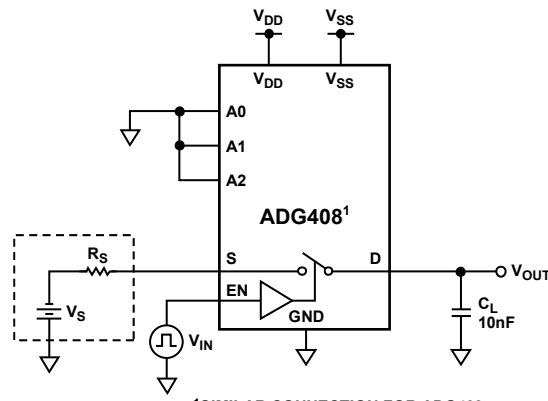 VDD VSS
VDD VSS
A0
A1
A2
ADG408¹
RS
S
D
VOUT
EN
VS
GND
CL
10nF
VIN